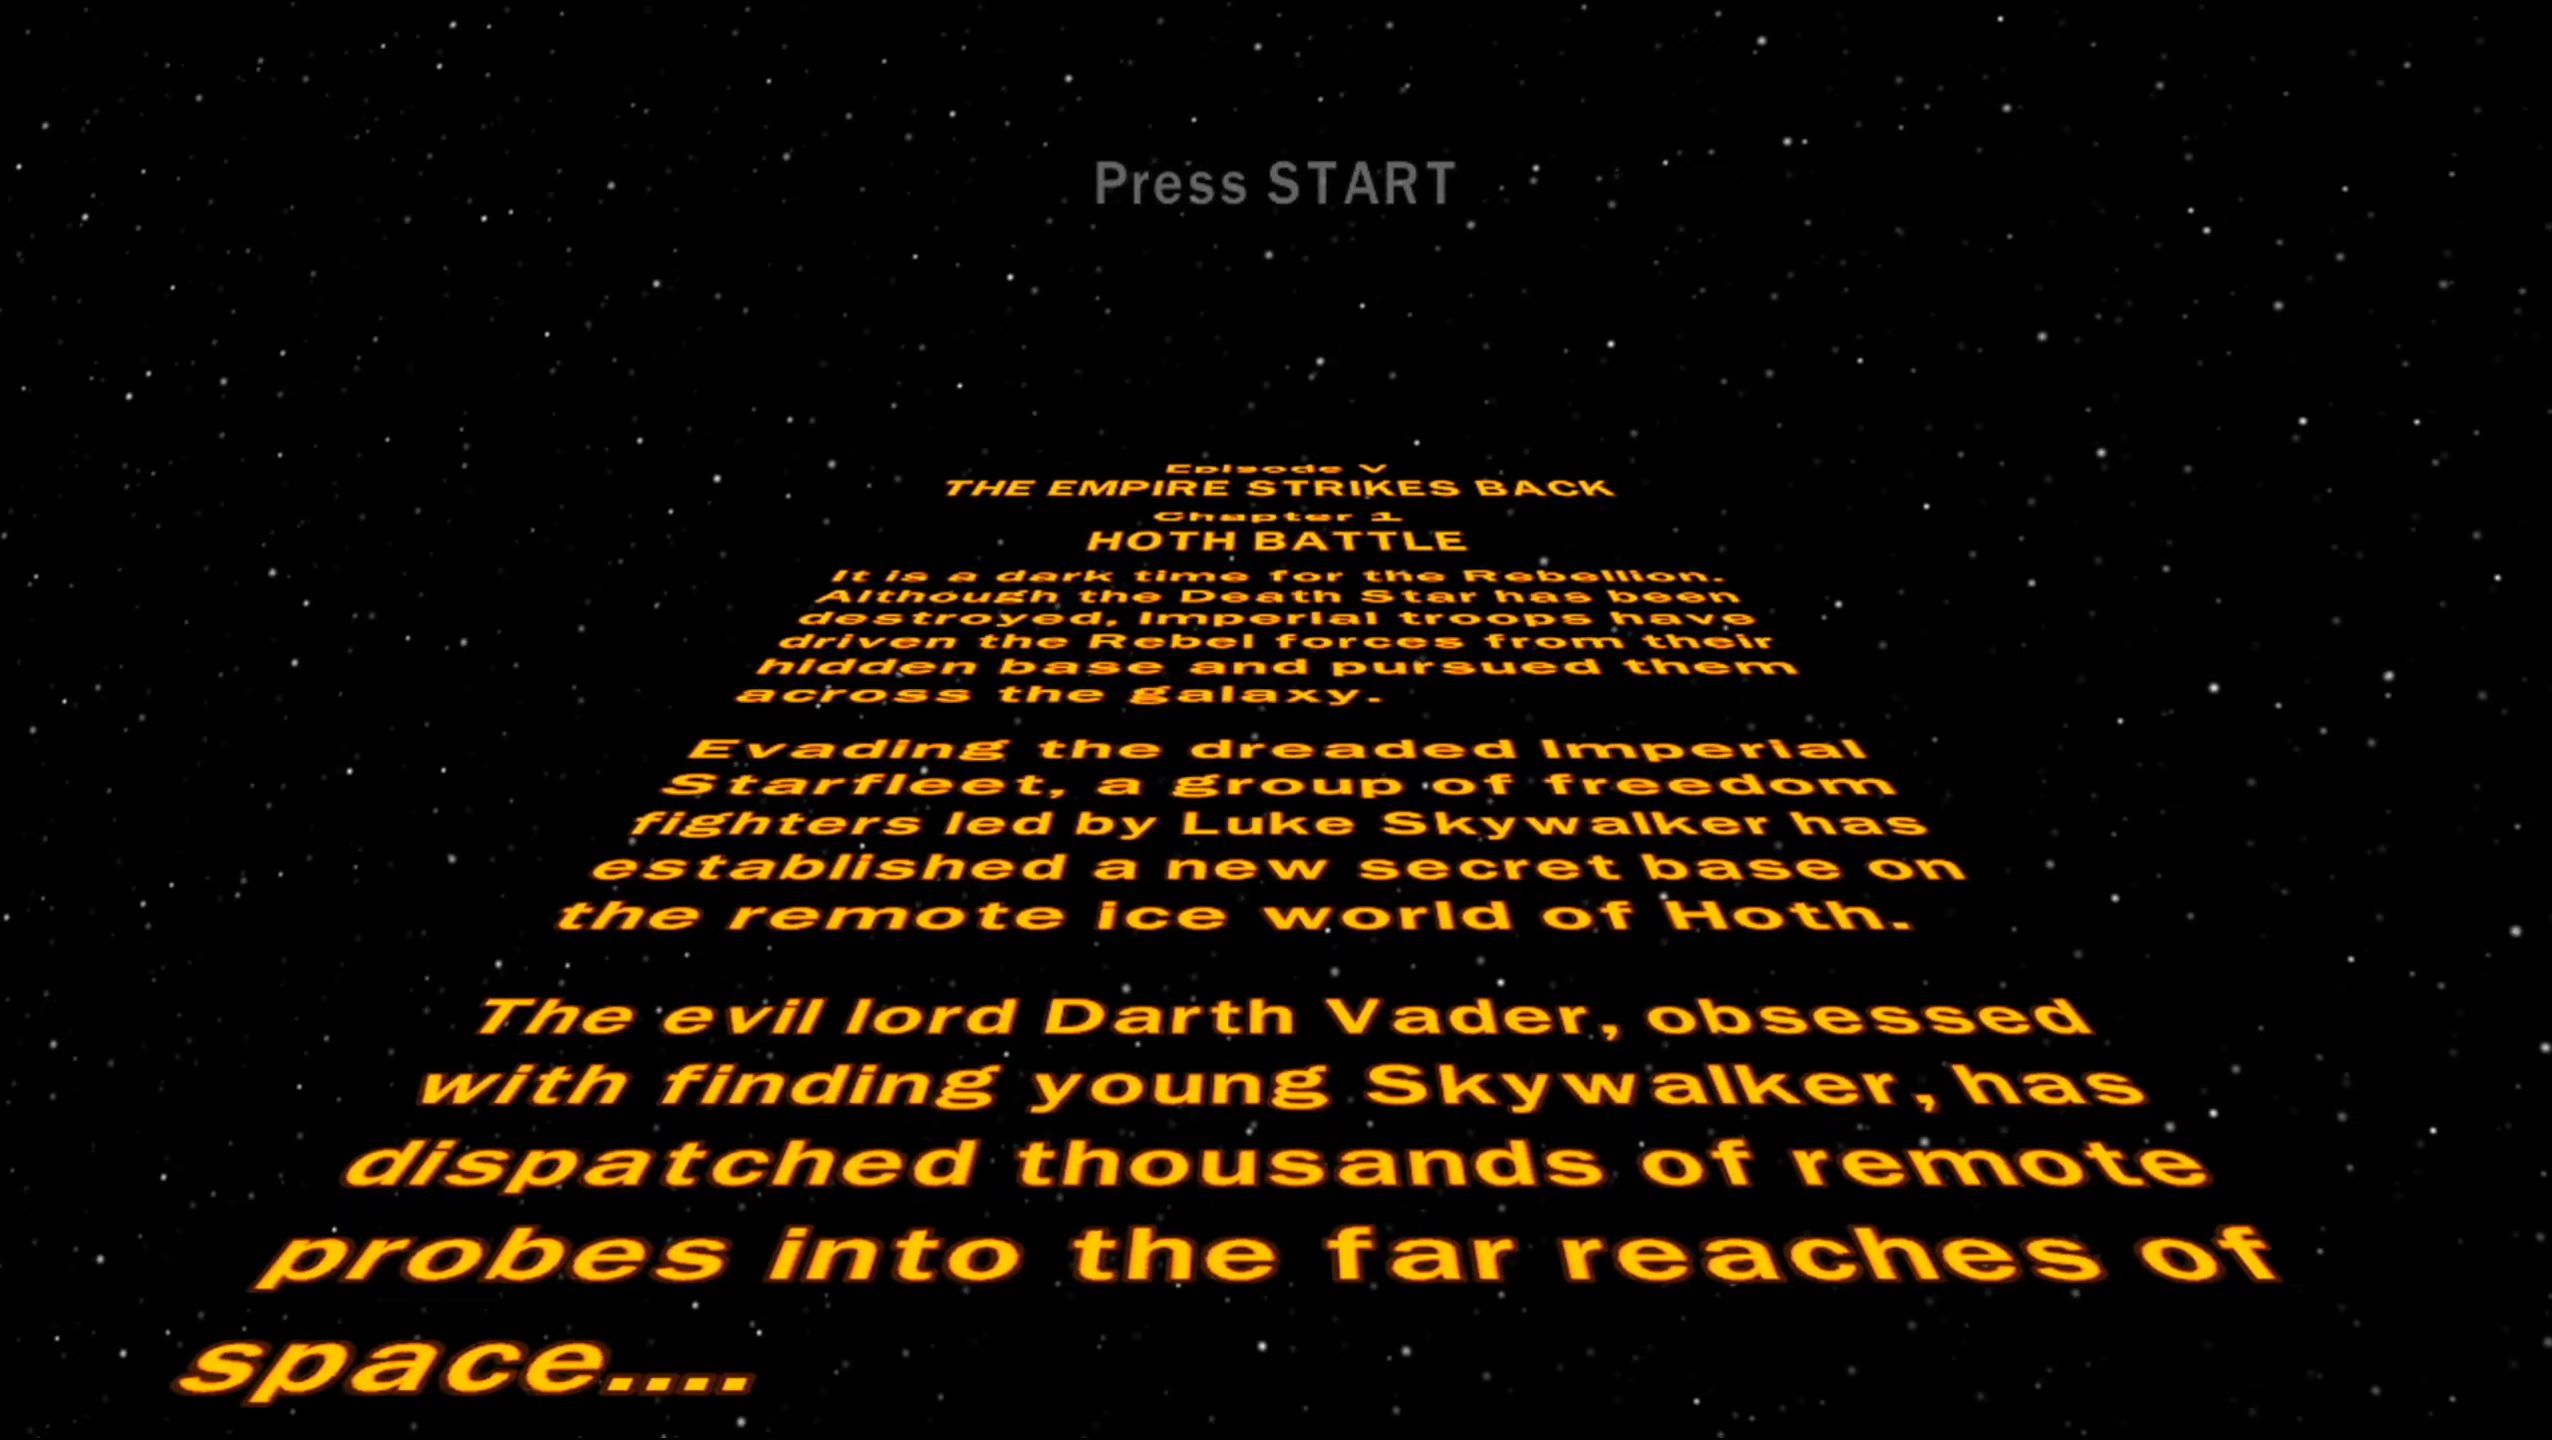 Press START
Episode V
THE EMPIRE STRIKES BACK
Chapter 1
HOTH BATTLE
It is a dark time for the Rebellion.
Although the Death Star has been
destroyed, Imperial troops have
driven the Rebel forces from their
hidden base and pursued them
across the galaxy.
Evading the dreaded Imperial
Starfleet, a group of freedom
fighters led by Luke Skywalker has
established a new secret base on
the remote ice world of Hoth.
The evil lord Darth Vader, obsessed
with finding young Skywalker, has
dispatched thousands of remote
probes into the far reaches of
space....